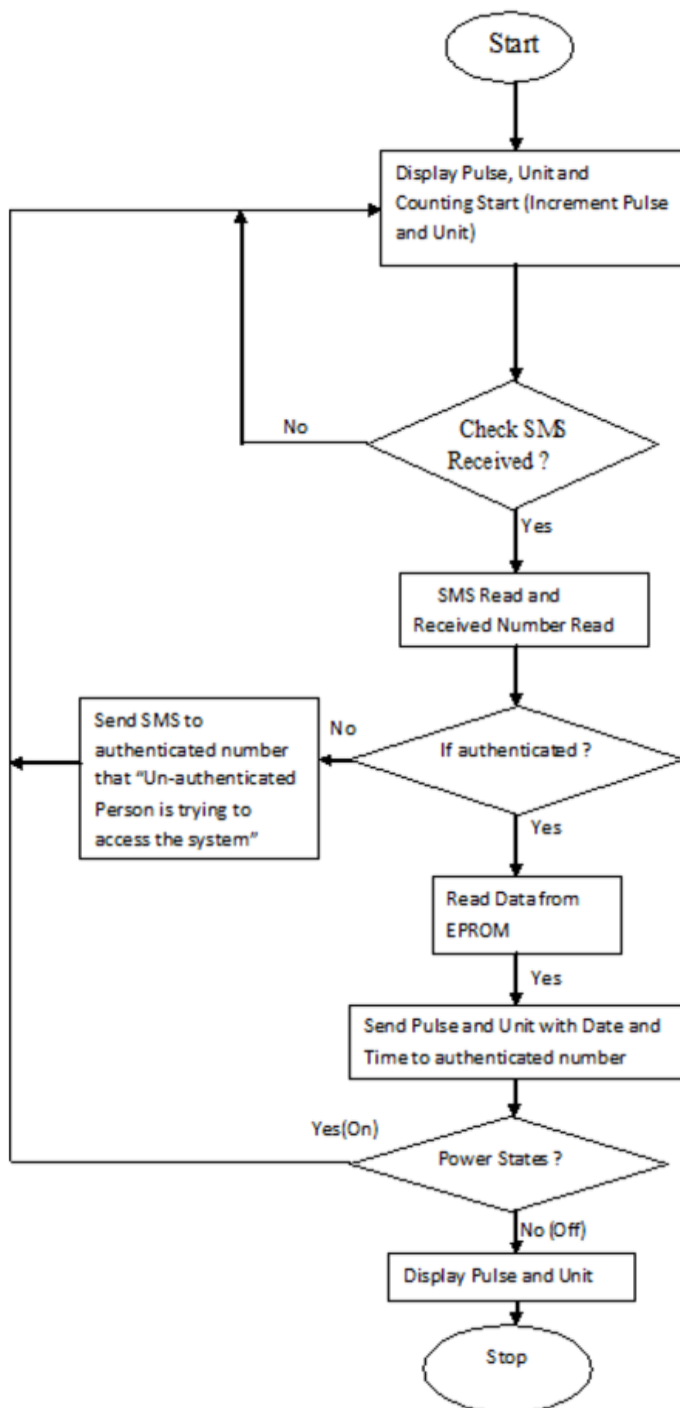 Start
Display Pulse, Unit and
Counting Start (Increment Pulse
and Unit)
No
Check SMS
Received ?
Yes
SMS Read and
Received Number Read
Send SMS to
authenticated number
that “Un-authenticated
Person is trying to
access the system”
No
If authenticated ?
Yes
Read Data from
EPROM
Yes
Send Pulse and Unit with Date and
Time to authenticated number
Yes(On)
Power States ?
No (Off)
Display Pulse and Unit
Stop